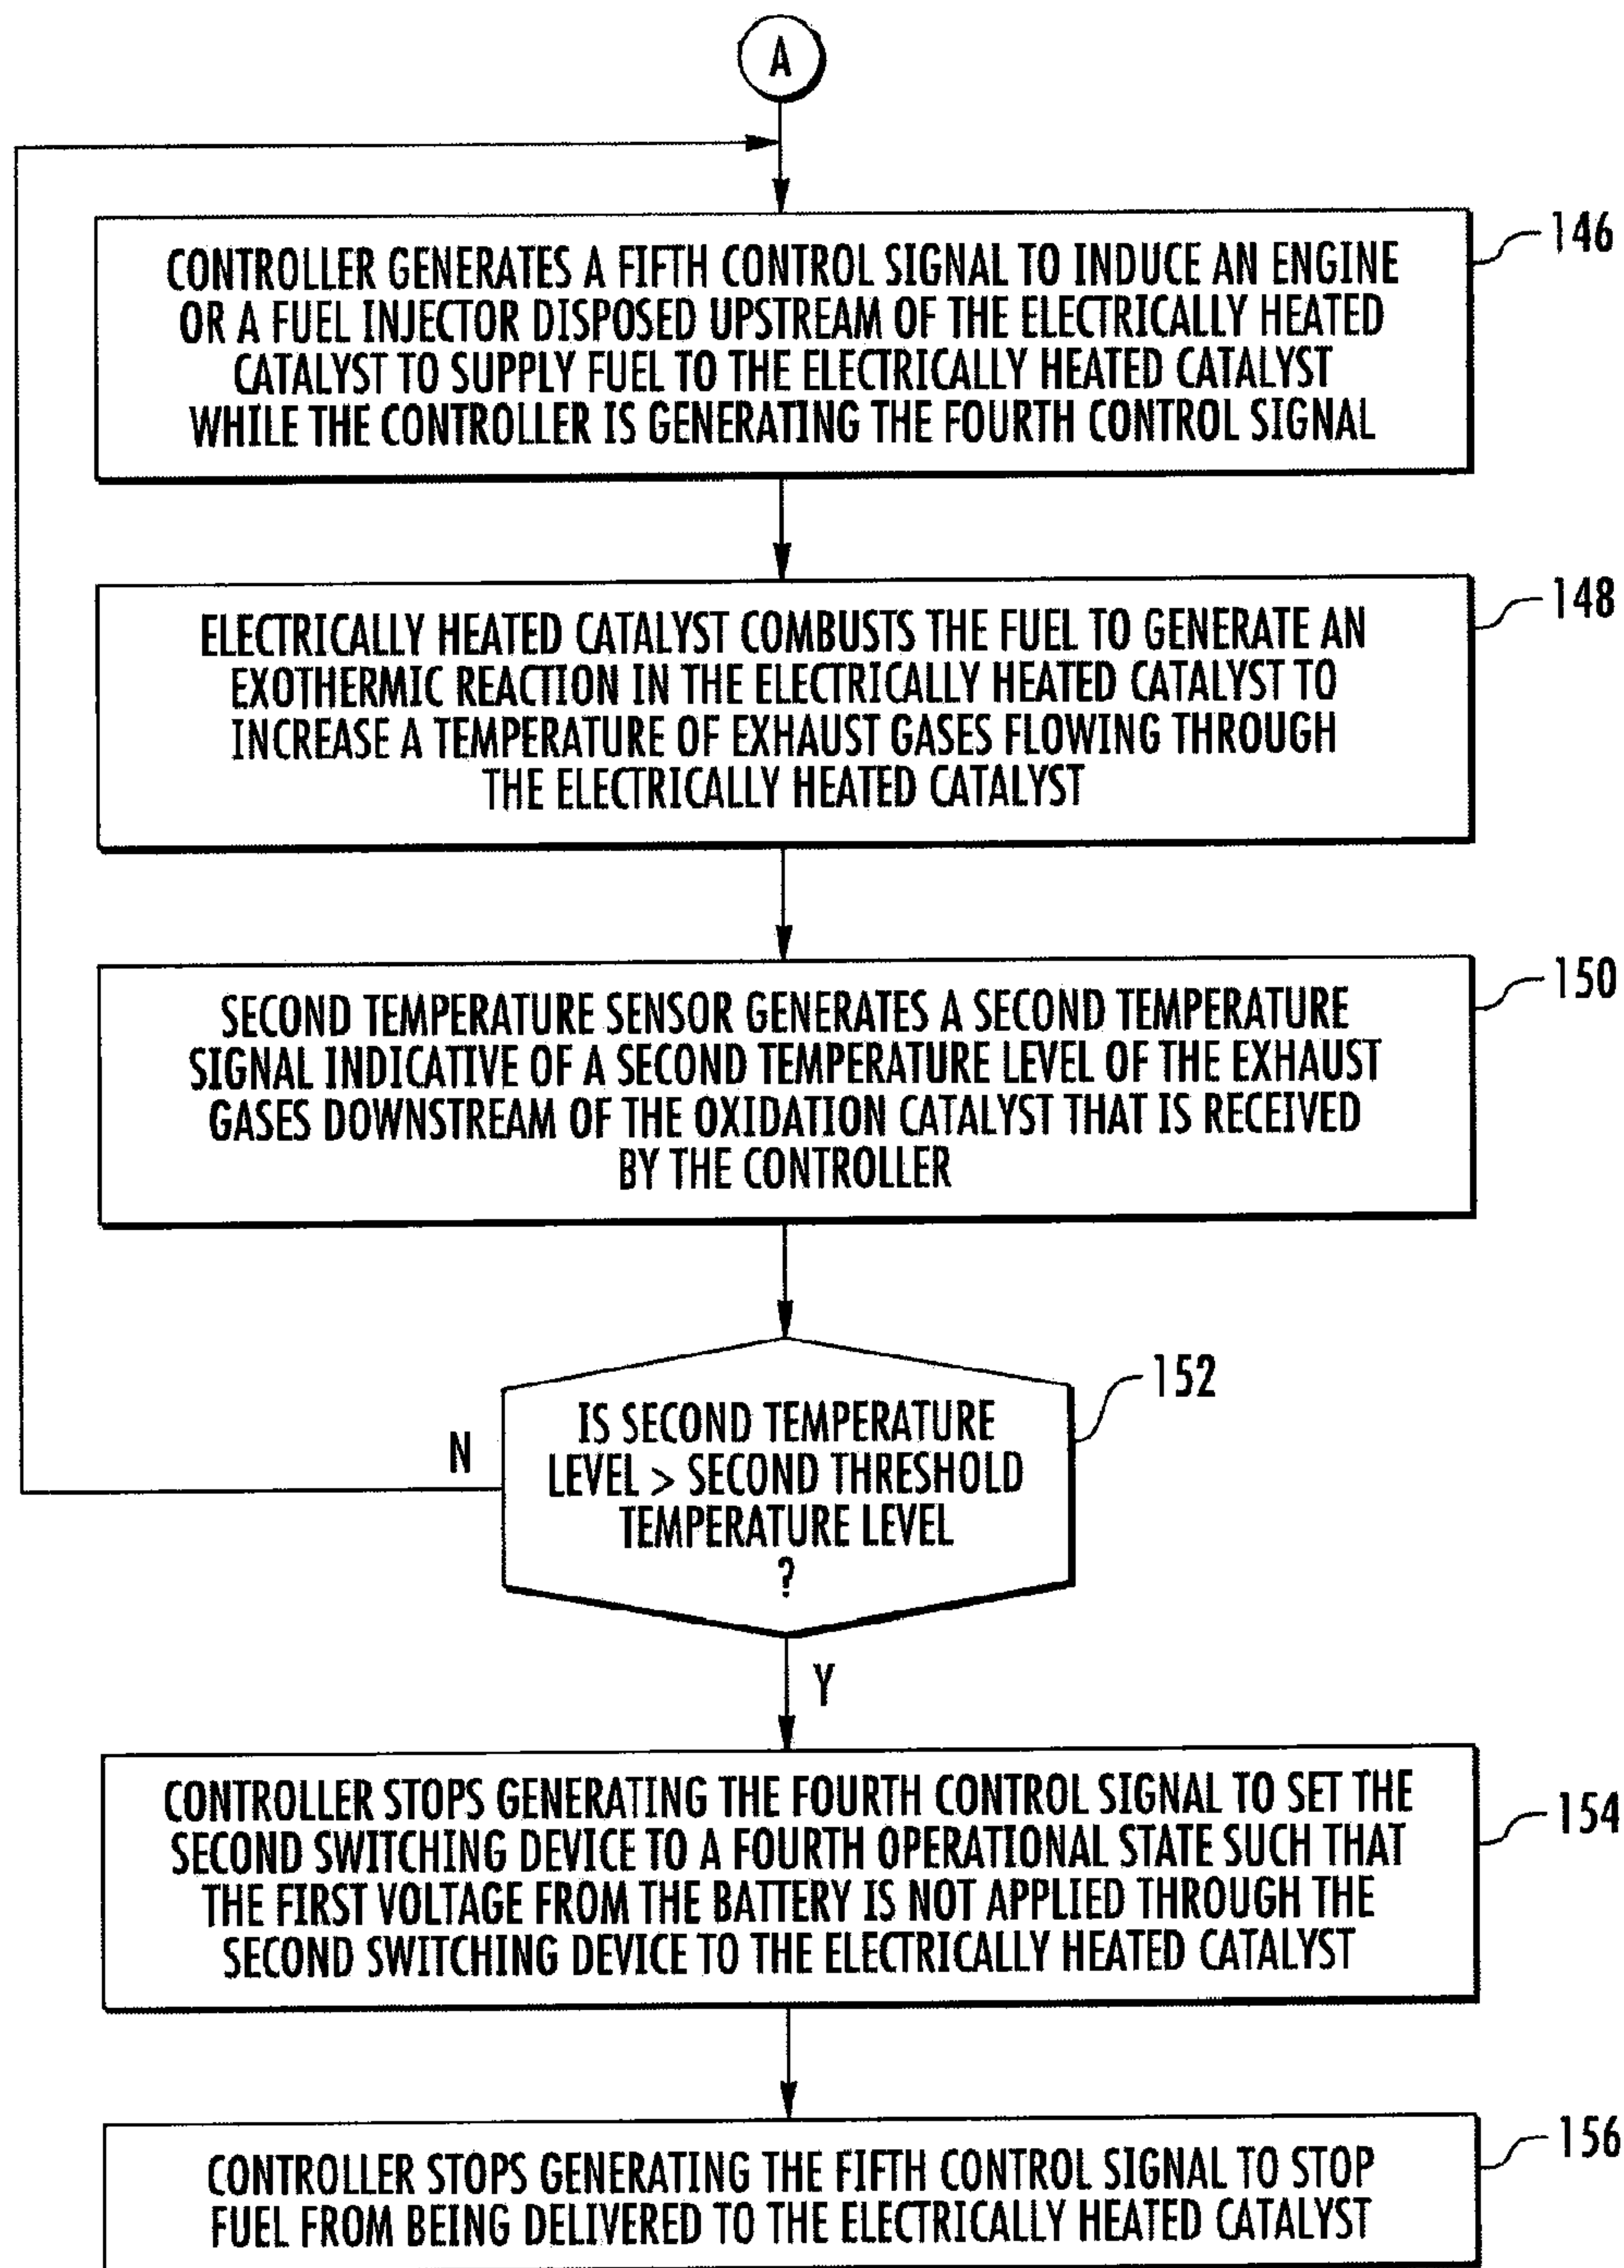 A
CONTROLLER GENERATES A FIFTH CONTROL SIGNAL TO INDUCE AN ENGINE
OR A FUEL INJECTOR DISPOSED UPSTREAM OF THE ELECTRICALLY HEATED
CATALYST TO SUPPLY FUEL TO THE ELECTRICALLY HEATED CATALYST
WHILE THE CONTROLLER IS GENERATING THE FOURTH CONTROL SIGNAL
146
ELECTRICALLY HEATED CATALYST COMBUSTS THE FUEL TO GENERATE AN
EXOTHERMIC REACTION IN THE ELECTRICALLY HEATED CATALYST TO
INCREASE A TEMPERATURE OF EXHAUST GASES FLOWING THROUGH
THE ELECTRICALLY HEATED CATALYST
148
SECOND TEMPERATURE SENSOR GENERATES A SECOND TEMPERATURE
SIGNAL INDICATIVE OF A SECOND TEMPERATURE LEVEL OF THE EXHAUST
GASES DOWNSTREAM OF THE OXIDATION CATALYST THAT IS RECEIVED
BY THE CONTROLLER
150
IS SECOND TEMPERATURE
LEVEL > SECOND THRESHOLD
TEMPERATURE LEVEL
?
152
N
Y
CONTROLLER STOPS GENERATING THE FOURTH CONTROL SIGNAL TO SET THE
SECOND SWITCHING DEVICE TO A FOURTH OPERATIONAL STATE SUCH THAT
THE FIRST VOLTAGE FROM THE BATTERY IS NOT APPLIED THROUGH THE
SECOND SWITCHING DEVICE TO THE ELECTRICALLY HEATED CATALYST
154
CONTROLLER STOPS GENERATING THE FIFTH CONTROL SIGNAL TO STOP
FUEL FROM BEING DELIVERED TO THE ELECTRICALLY HEATED CATALYST
156